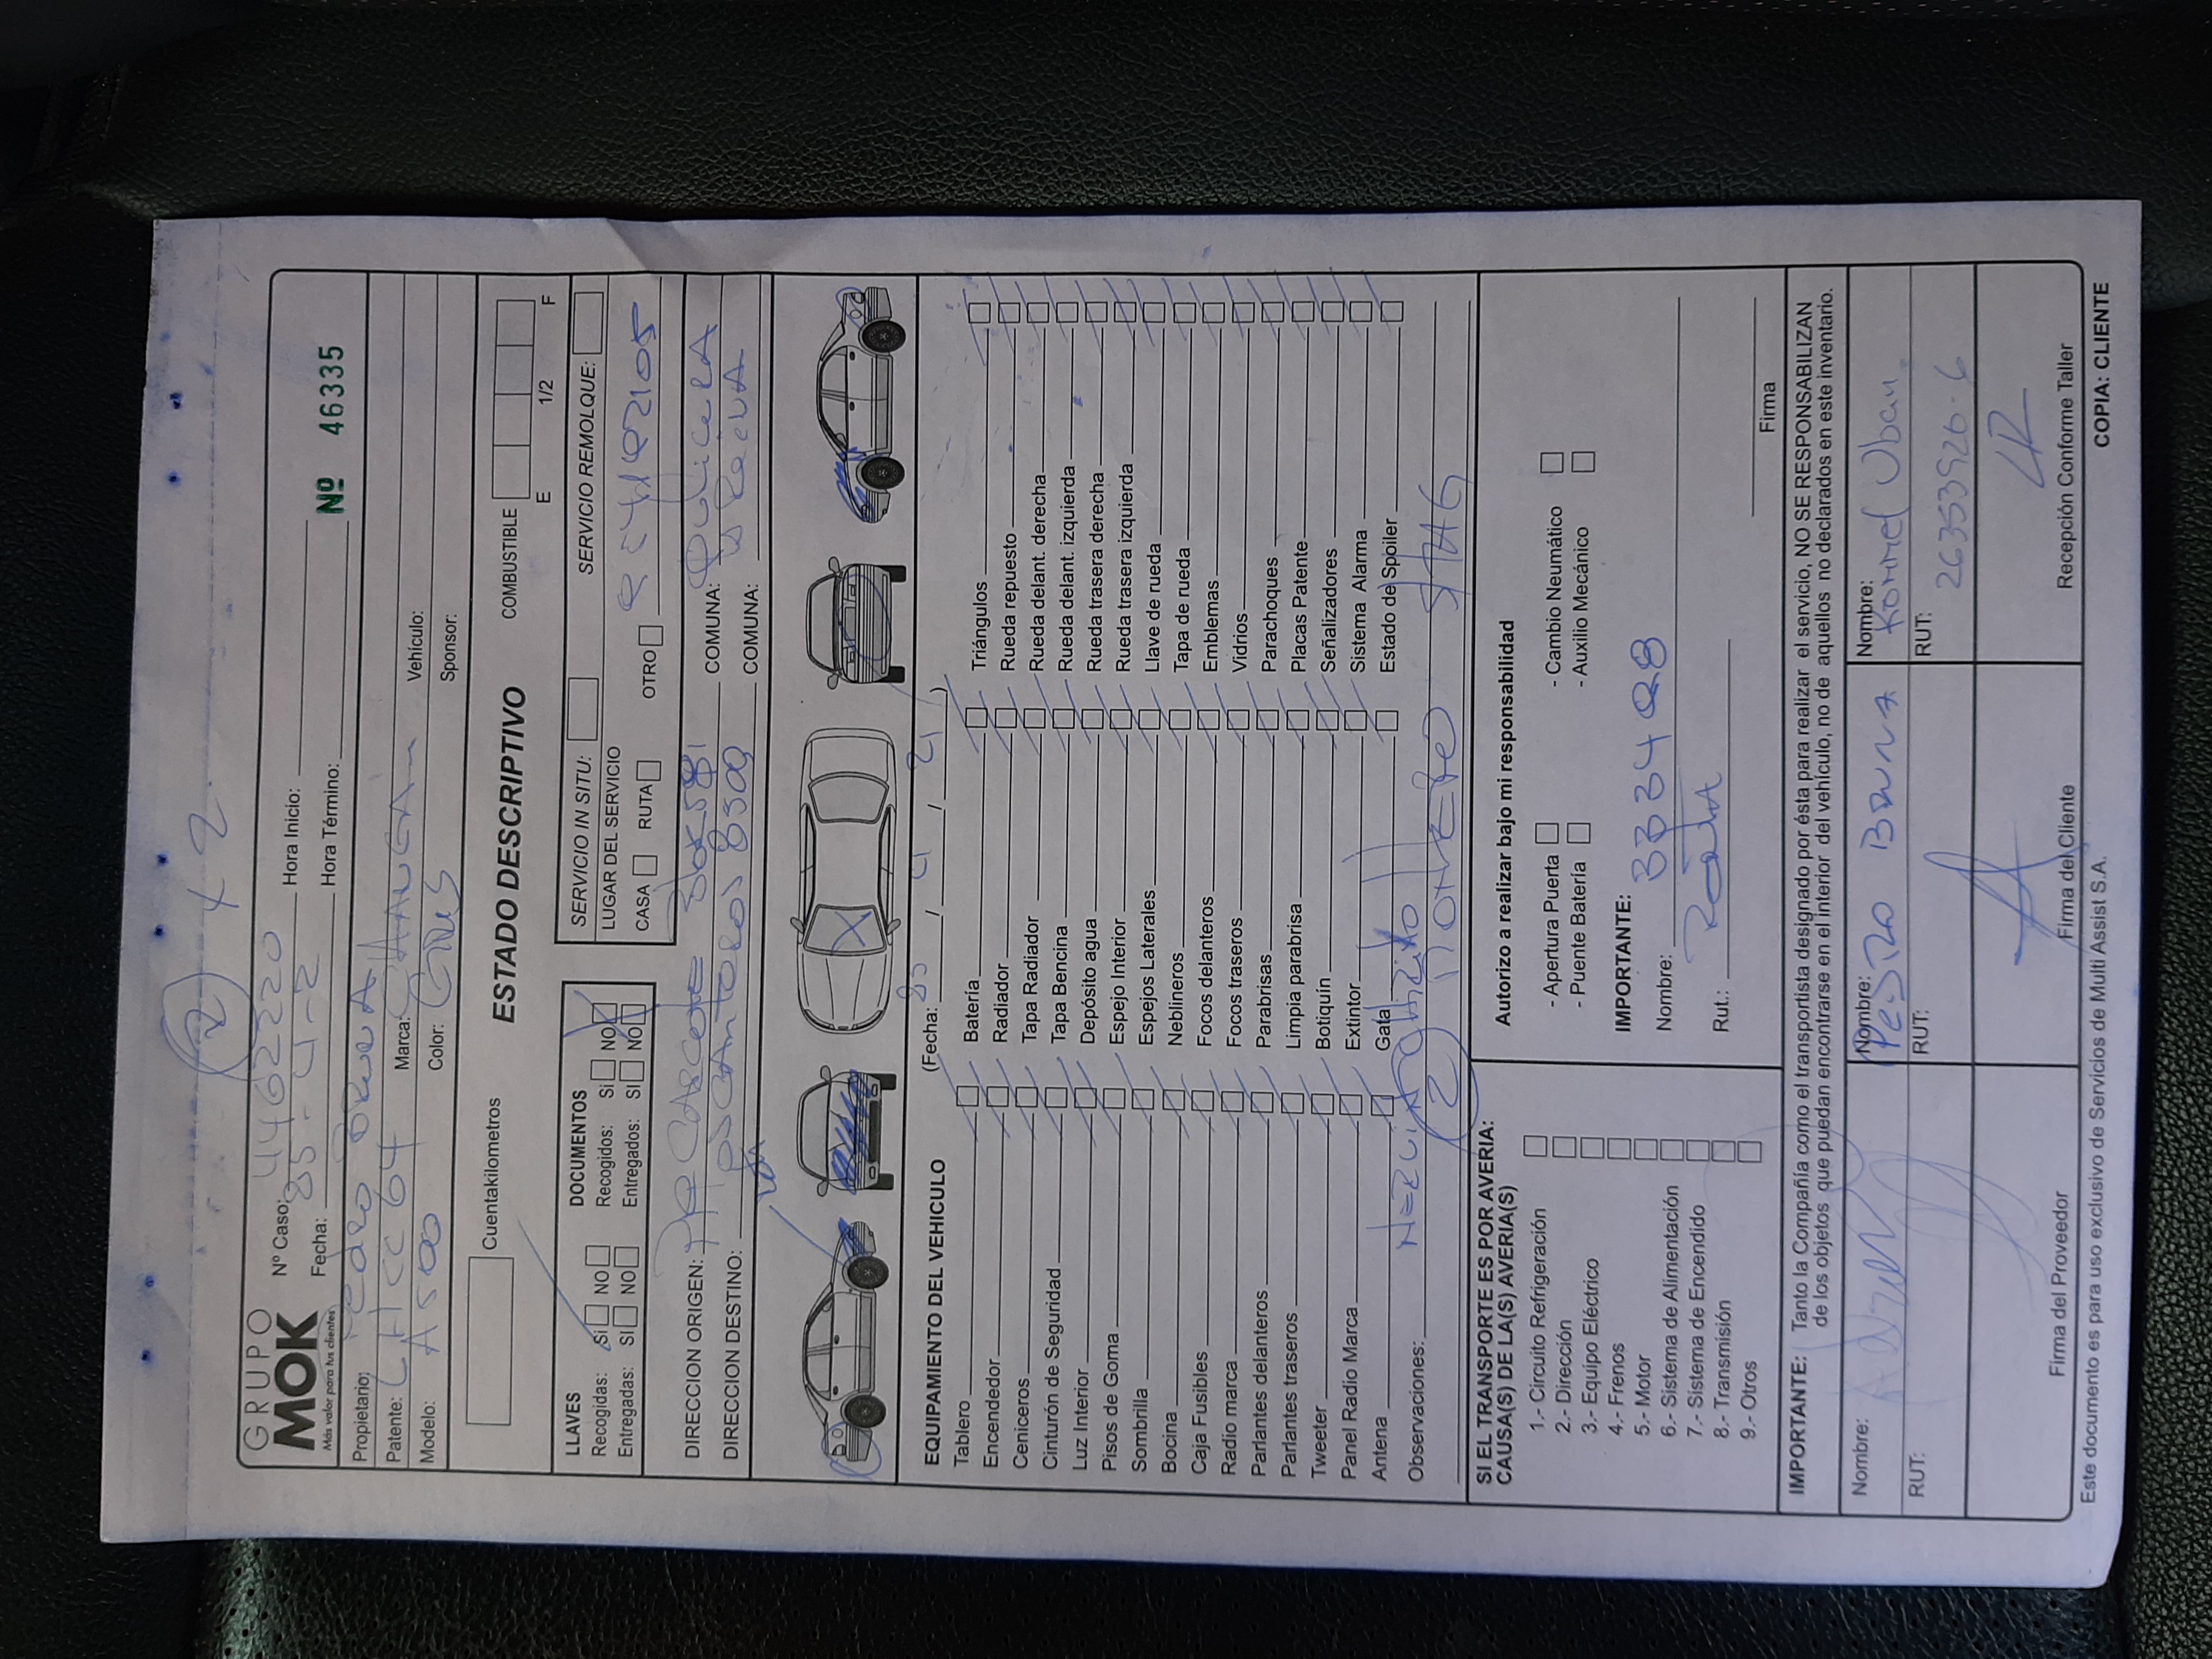 GRUPO
MOK
Más valor para tus clientes
Nº Caso: 4462220 Hora Inicio:
Fecha: Hora Término: Nº 46335
Propietario: Pedro
Patente: LHCC64 Marca: Vehículo:
Modelo: A500 Color: Sponsor:
Cuentakilometros ESTADO DESCRIPTIVO COMBUSTIBLE E 1/2 F
LLAVES
Recogidas: SI NO
Entregadas: SI NO
DOCUMENTOS
Recogidos: SI NO
Entregados: SI NO
SERVICIO IN SITU: SERVICIO REMOLQUE:
LUGAR DEL SERVICIO
CASA RUTA OTRO
DIRECCION ORIGEN: COMUNA:
DIRECCION DESTINO: COMUNA:
EQUIPAMIENTO DEL VEHICULO (Fecha: / / )
Tablero Batería Triángulos
Encendedor Radiador Rueda repuesto
Ceniceros Tapa Radiador Rueda delant. derecha
Cinturón de Seguridad Tapa Bencina Rueda delant. izquierda
Luz Interior Depósito agua Rueda trasera derecha
Pisos de Goma Espejo Interior Rueda trasera izquierda
Sombrilla Espejos Laterales Llave de rueda
Bocina Neblineros Tapa de rueda
Caja Fusibles Focos delanteros Emblemas
Radio marca Focos traseros Vidrios
Parlantes delanteros Parabrisas Parachoques
Parlantes traseros Limpia parabrisa Placas Patente
Tweeter Botiquín Señalizadores
Panel Radio Marca Extintor Sistema Alarma
Antena Gata Estado de Spoiler
Observaciones:
SI EL TRANSPORTE ES POR AVERIA:
CAUSA(S) DE LA(S) AVERIA(S)
1.- Circuito Refrigeración
2.- Dirección
3.- Equipo Eléctrico
4.- Frenos
5.- Motor
6.- Sistema de Alimentación
7.- Sistema de Encendido
8.- Transmisión
9.- Otros
Autorizo a realizar bajo mi responsabilidad
- Apertura Puerta - Cambio Neumático
- Puente Batería - Auxilio Mecánico
IMPORTANTE:
Nombre:
Rut.: Firma
IMPORTANTE: Tanto la Compañía como el transportista designado por ésta para realizar el servicio, NO SE RESPONSABILIZAN
de los objetos que puedan encontrarse en el interior del vehículo, no de aquellos no declarados en este inventario.
Nombre: Nombre: Nombre:
RUT: RUT: RUT: 26353926-6
Firma del Proveedor Firma del Cliente Recepción Conforme Taller
Este documento es para uso exclusivo de Servicios de Multi Assist S.A. COPIA: CLIENTE